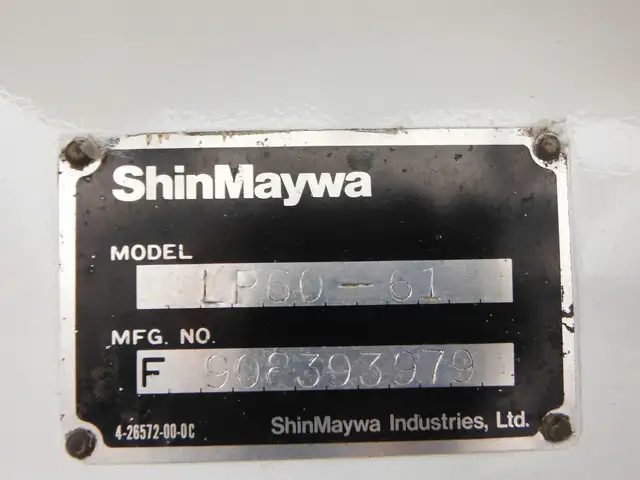 ShinMaywa
MODEL
LP60-61
MFG. NO.
F 908393979
4-26572-00-0C
ShinMaywa Industries, Ltd.